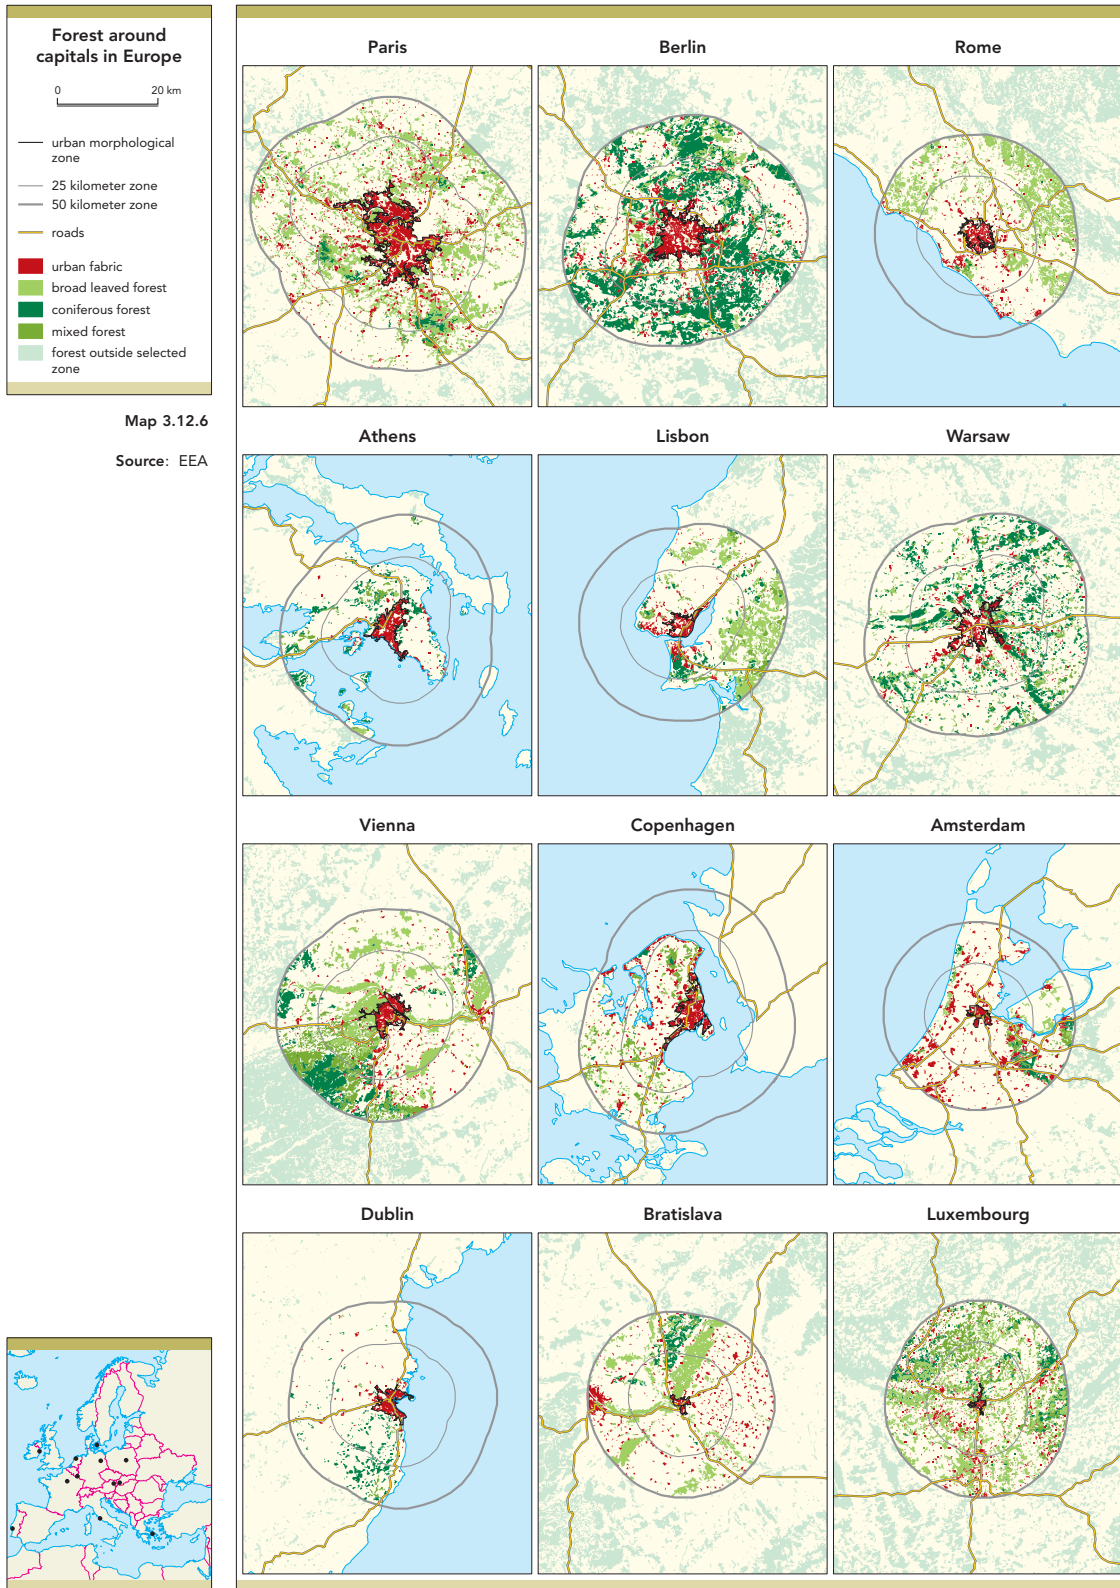 Forest around
capitals in Europe
0 20 km
urban morphological
zone
25 kilometer zone
50 kilometer zone
roads
urban fabric
broad leaved forest
coniferous forest
mixed forest
forest outside selected
zone
Map 3.12.6
Source: EEA
Paris Berlin Rome
Athens Lisbon Warsaw
Vienna Copenhagen Amsterdam
Dublin Bratislava Luxembourg